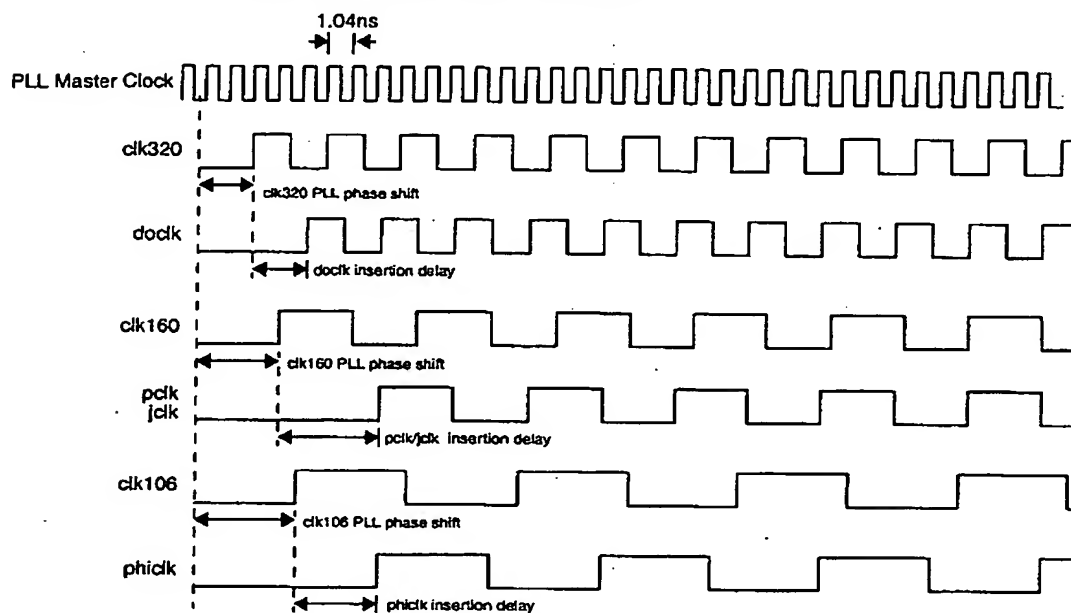 1.04ns
PLL Master Clock
clk320
clk320 PLL phase shift
doclk
doclk insertion delay
clk160
clk160 PLL phase shift
pclk
jclk
pclk/jclk insertion delay
clk106
clk106 PLL phase shift
phiclk
phiclk insertion delay